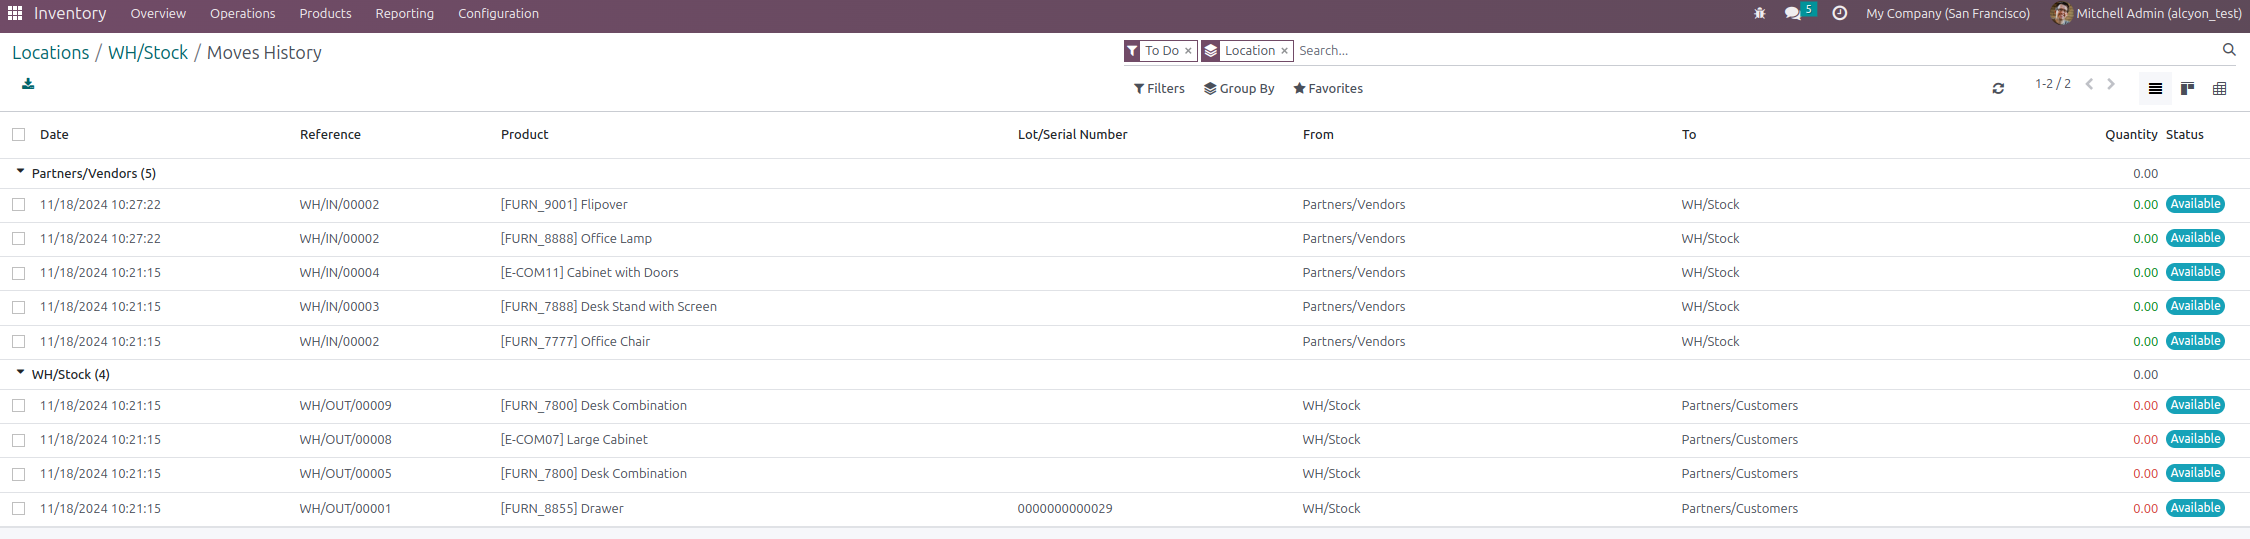 Inventory Overview Operations Products Reporting Configuration 5 My Company (San Francisco) Mitchell Admin (alcyon_test)
Locations / WH/Stock / Moves History To Do × Location × Search...
Filters Group By Favorites 1-2 / 2
Date Reference Product Lot/Serial Number From To Quantity Status
Partners/Vendors (5) 0.00
11/18/2024 10:27:22 WH/IN/00002 [FURN_9001] Flipover Partners/Vendors WH/Stock 0.00 Available
11/18/2024 10:27:22 WH/IN/00002 [FURN_8888] Office Lamp Partners/Vendors WH/Stock 0.00 Available
11/18/2024 10:21:15 WH/IN/00004 [E-COM11] Cabinet with Doors Partners/Vendors WH/Stock 0.00 Available
11/18/2024 10:21:15 WH/IN/00003 [FURN_7888] Desk Stand with Screen Partners/Vendors WH/Stock 0.00 Available
11/18/2024 10:21:15 WH/IN/00002 [FURN_7777] Office Chair Partners/Vendors WH/Stock 0.00 Available
WH/Stock (4) 0.00
11/18/2024 10:21:15 WH/OUT/00009 [FURN_7800] Desk Combination WH/Stock Partners/Customers 0.00 Available
11/18/2024 10:21:15 WH/OUT/00008 [E-COM07] Large Cabinet WH/Stock Partners/Customers 0.00 Available
11/18/2024 10:21:15 WH/OUT/00005 [FURN_7800] Desk Combination WH/Stock Partners/Customers 0.00 Available
11/18/2024 10:21:15 WH/OUT/00001 [FURN_8855] Drawer 0000000000029 WH/Stock Partners/Customers 0.00 Available